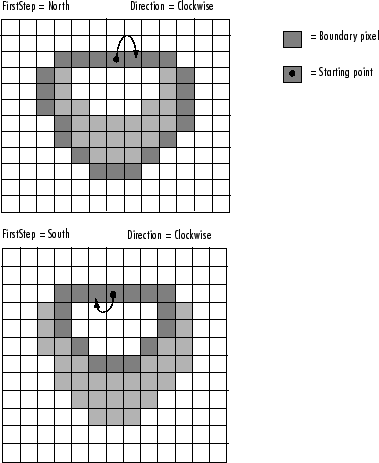 FirstStep = North Direction = Clockwise
= Boundary pixel
= Starting point
FirstStep = South Direction = Clockwise